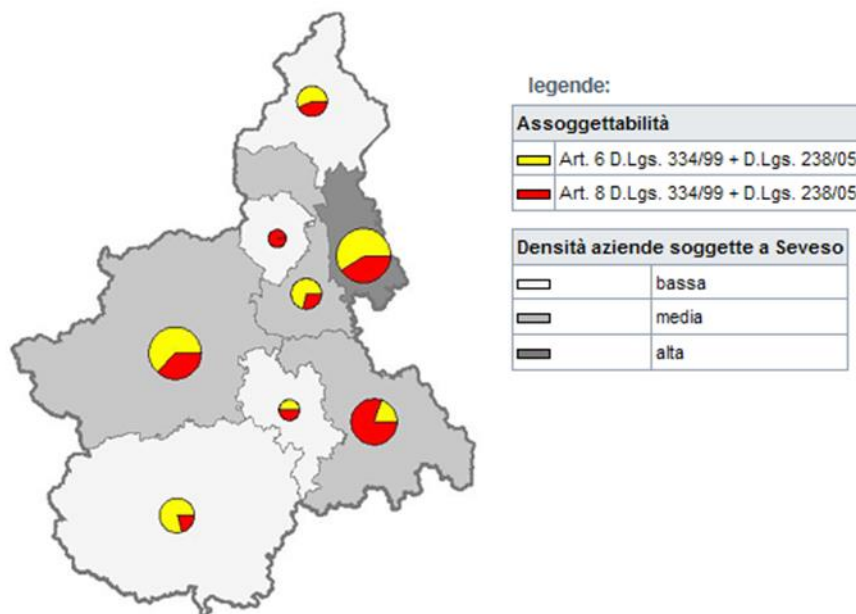 legende:
Assoggettabilità
Art. 6 D.Lgs. 334/99 + D.Lgs. 238/05
Art. 8 D.Lgs. 334/99 + D.Lgs. 238/05
Densità aziende soggette a Seveso
bassa
media
alta